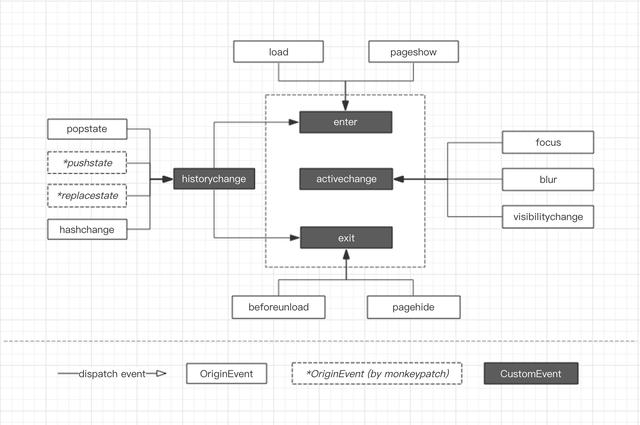 load
pageshow
enter
popstate
focus
*pushstate
historychange
activechange
blur
*replacestate
visibilitychange
hashchange
exit
beforeunload
pagehide
dispatch event
OriginEvent
*OriginEvent (by monkeypatch)
CustomEvent